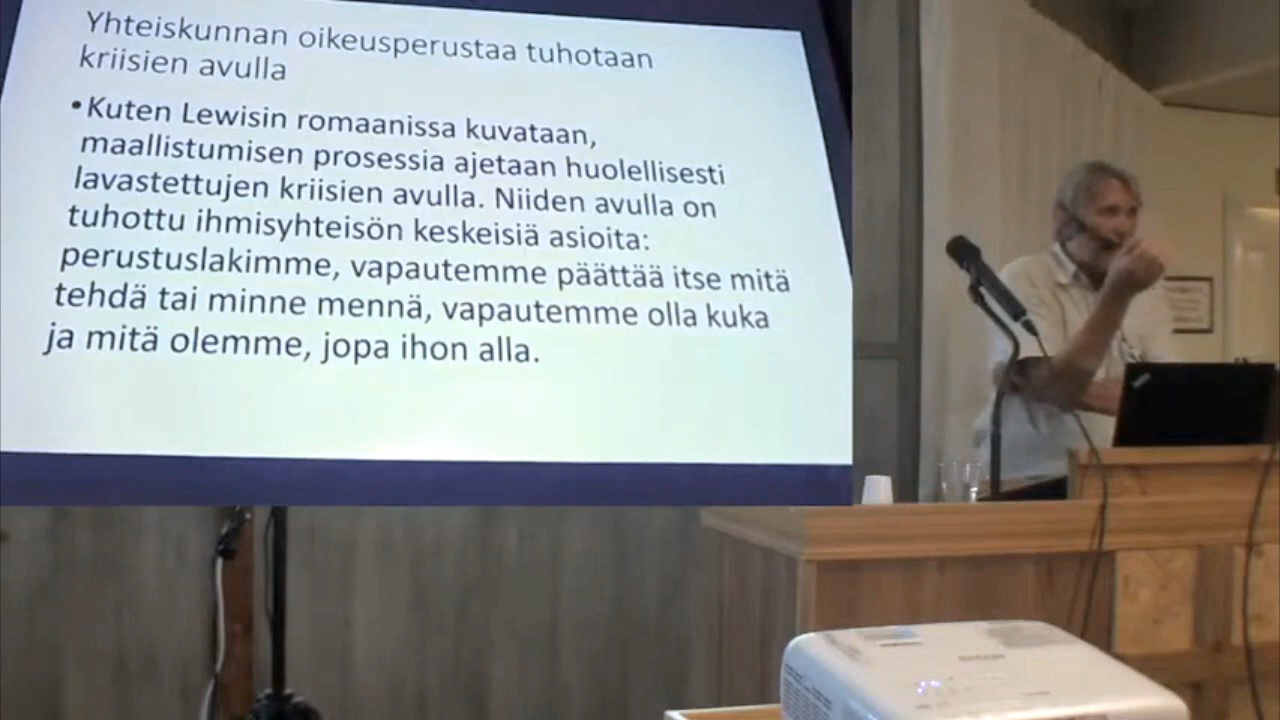 Yhteiskunnan oikeusperustaa tuhotaan
kriisien avulla
•Kuten Lewisin romaanissa kuvataan,
maallistumisen prosessia ajetaan huolellisesti
lavastettujen kriisien avulla. Niiden avulla on
tuhottu ihmisyhteisön keskeisiä asioita:
perustuslakimme, vapautemme päättää itse mitä
tehdä tai minne mennä, vapautemme olla kuka
ja mitä olemme, jopa ihon alla.